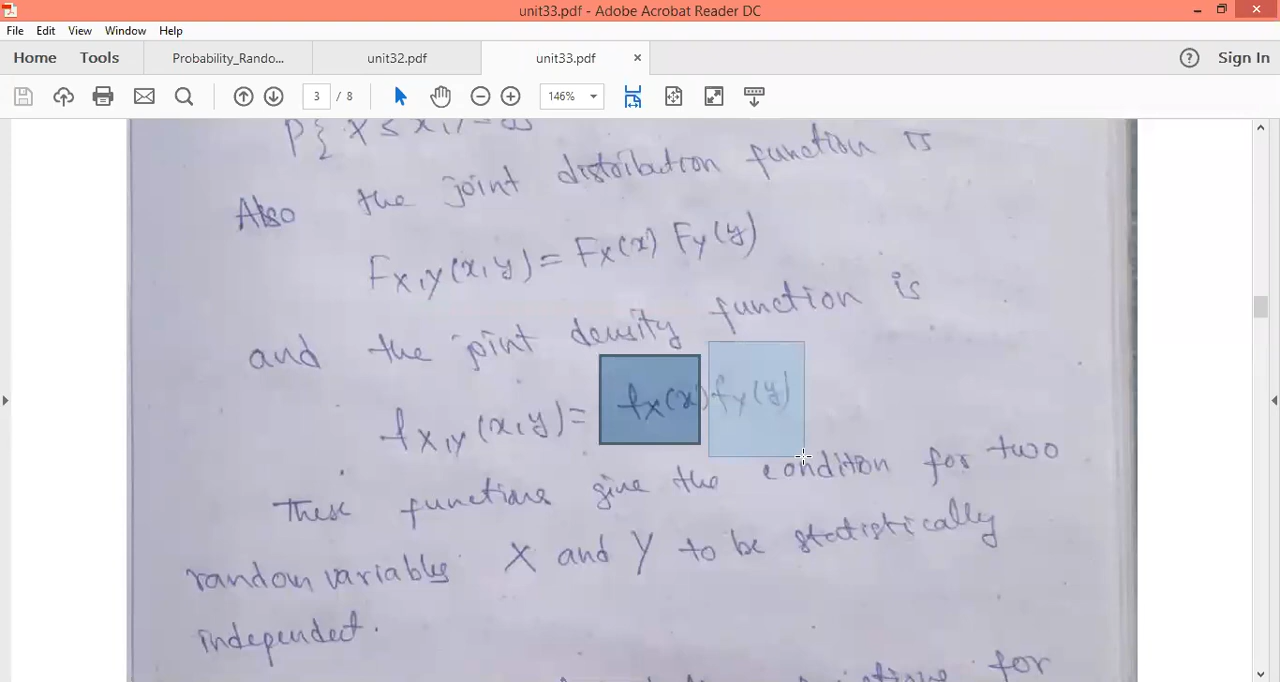 unit33.pdf - Adobe Acrobat Reader DC
File Edit View Window Help
Home Tools Probability_Rando... unit32.pdf unit33.pdf × Sign In
3 / 8 146%
P{X ≤ x,
Also the joint distribution function is
FX,Y(x,y) = FX(x) FY(y)
and the joint density function is
fX,Y(x,y) = fX(x) fY(y)
These functions give the condition for two
random variables X and Y to be statistically
independent.
for